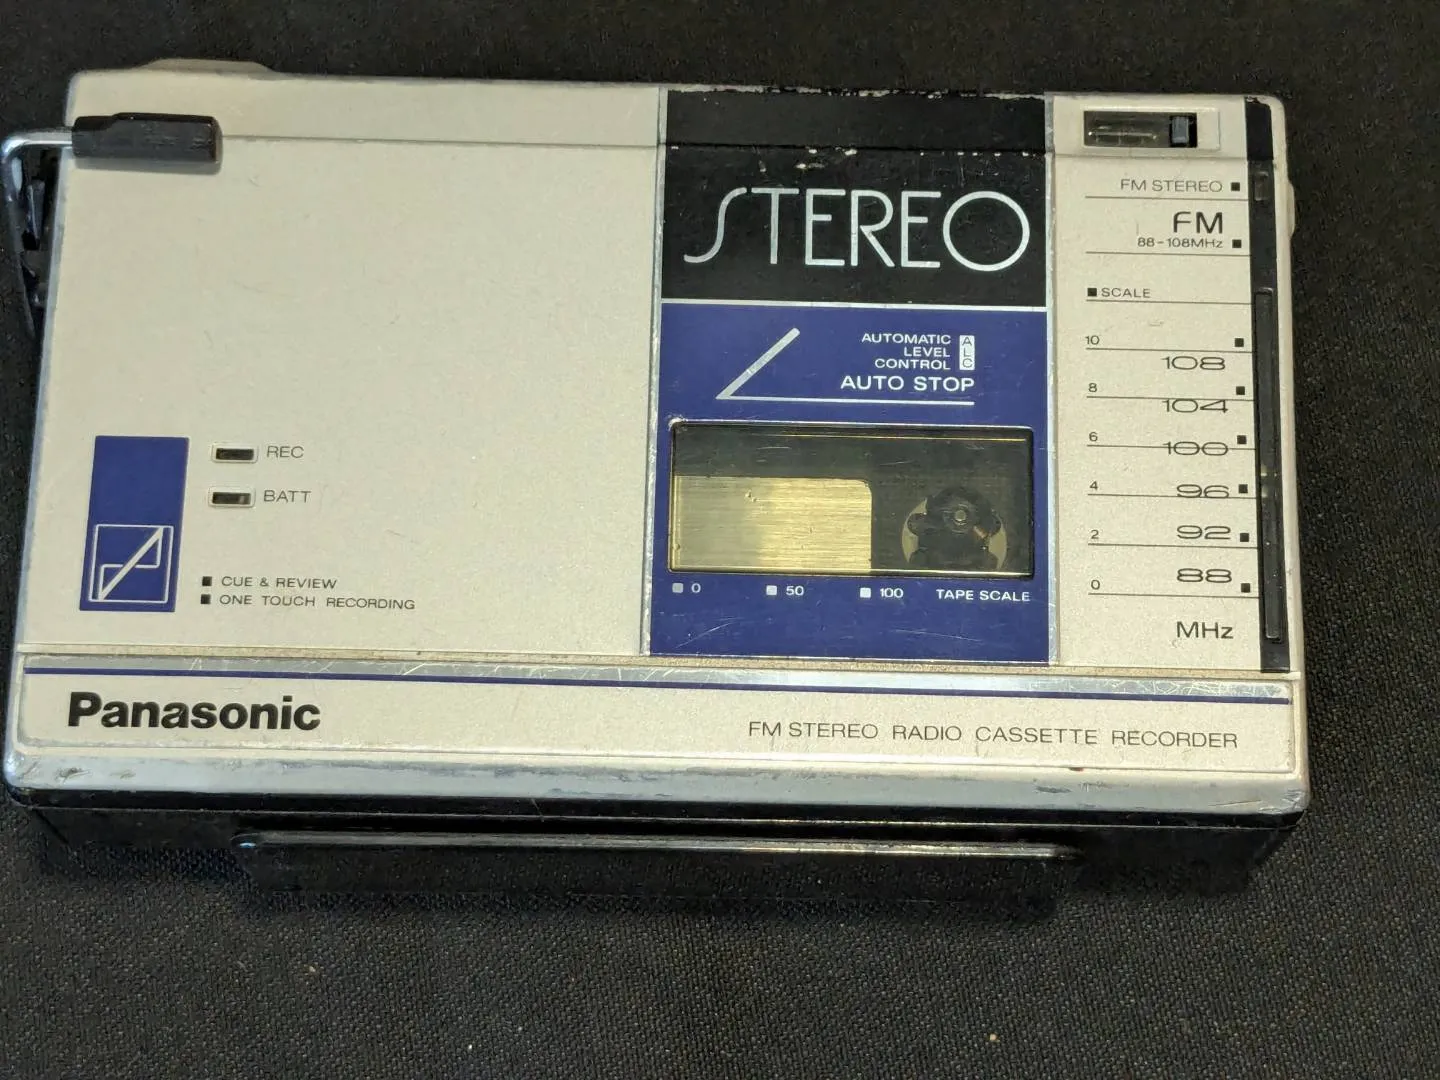 STEREO
AUTOMATIC
LEVEL
CONTROL
ALC
AUTO STOP
0 50 100 TAPE SCALE
REC
BATT
CUE & REVIEW
ONE TOUCH RECORDING
FM STEREO
FM
88-108MHz
SCALE
10
108
8
104
6
100
4
96
2
92
0
88
MHz
Panasonic
FM STEREO RADIO CASSETTE RECORDER